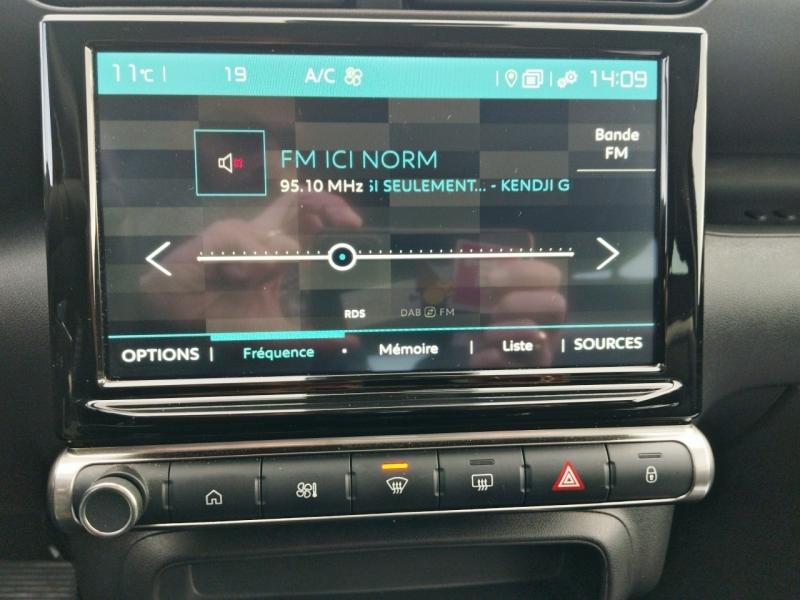 11°C | 19 A/C 14:09
FM ICI NORM
Bande
FM
95.10 MHz SI SEULEMENT... - KENDJI G
RDS DAB FM
OPTIONS | Fréquence • Mémoire | Liste | SOURCES